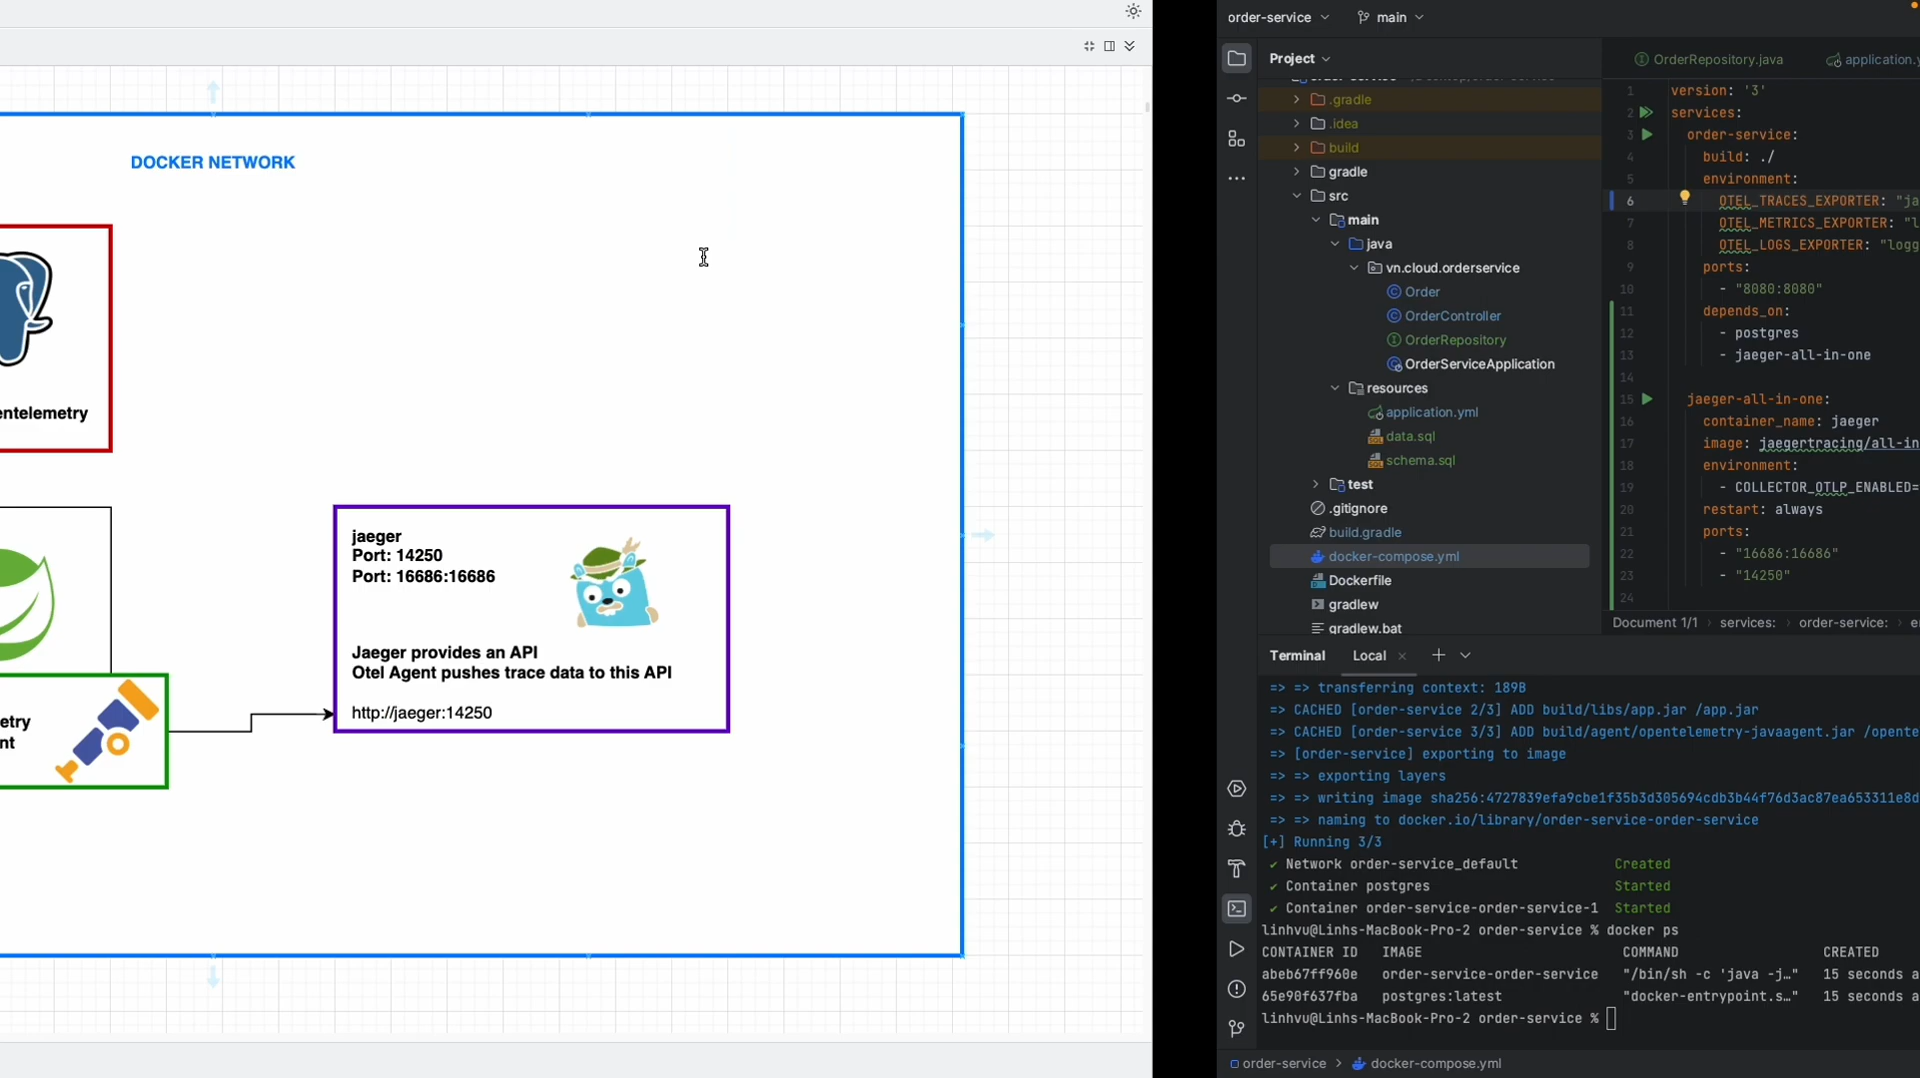 DOCKER NETWORK
entelemetry
jaeger
Port: 14250
Port: 16686:16686
Jaeger provides an API
Otel Agent pushes trace data to this API
http://jaeger:14250
etry
nt
order-service
main
Project
.gradle
.idea
build
gradle
src
main
java
vn.cloud.orderservice
Order
OrderController
OrderRepository
OrderServiceApplication
resources
application.yml
data.sql
schema.sql
test
.gitignore
build.gradle
docker-compose.yml
Dockerfile
gradlew
gradlew.bat
OrderRepository.java
application.y
1 version: '3'
2 services:
3 order-service:
4 build: ./
5 environment:
6 OTEL_TRACES_EXPORTER: "ja
7 OTEL_METRICS_EXPORTER: "l
8 OTEL_LOGS_EXPORTER: "logg
9 ports:
10 - "8080:8080"
11 depends_on:
12 - postgres
13 - jaeger-all-in-one
14
15 jaeger-all-in-one:
16 container_name: jaeger
17 image: jaegertracing/all-in
18 environment:
19 - COLLECTOR_OTLP_ENABLED=
20 restart: always
21 ports:
22 - "16686:16686"
23 - "14250"
24
Document 1/1 › services: › order-service: › e
Terminal
Local
=> => transferring context: 189B
=> CACHED [order-service 2/3] ADD build/libs/app.jar /app.jar
=> CACHED [order-service 3/3] ADD build/agent/opentelemetry-javaagent.jar /opente
=> [order-service] exporting to image
=> => exporting layers
=> => writing image sha256:4727839efa9cbe1f35b3d305694cdb3b44f76d3ac87ea653311e8d
=> => naming to docker.io/library/order-service-order-service
[+] Running 3/3
✔ Network order-service_default Created
✔ Container postgres Started
✔ Container order-service-order-service-1 Started
linhvu@Linhs-MacBook-Pro-2 order-service % docker ps
CONTAINER ID IMAGE COMMAND CREATED
abeb67ff960e order-service-order-service "/bin/sh -c 'java -j…" 15 seconds a
65e90f637fba postgres:latest "docker-entrypoint.s…" 15 seconds a
linhvu@Linhs-MacBook-Pro-2 order-service %
order-service › docker-compose.yml